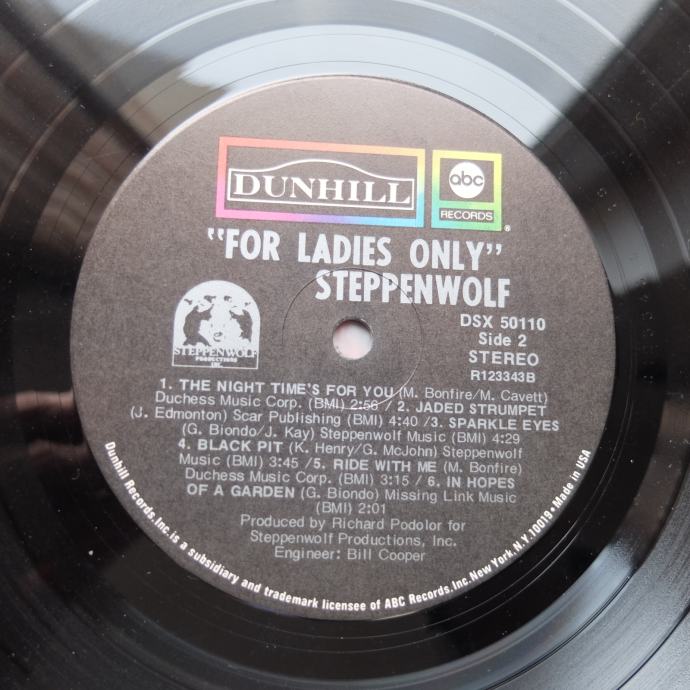 DUNHILL
abc
RECORDS
®
"FOR LADIES ONLY"
STEPPENWOLF
DSX 50110
Side 2
STEREO
R123343B
STEPPENWOLF
PRODUCTIONS
INC.
1. THE NIGHT TIME'S FOR YOU (M. Bonfire/M. Cavett)
Duchess Music Corp. (BMI) 2:56 / 2. JADED STRUMPET
(J. Edmonton) Scar Publishing (BMI) 4:40 /3. SPARKLE EYES
(G. Biondo/J. Kay) Steppenwolf Music (BMI) 4:29
4. BLACK PIT (K. Henry/G. McJohn) Steppenwolf
Music (BMI) 3:45 /5. RIDE WITH ME (M. Bonfire)
Duchess Music Corp. (BMI) 3:15 / 6. IN HOPES
OF A GARDEN (G. Biondo) Missing Link Music
(BMI) 2:01
Produced by Richard Podolor for
Steppenwolf Productions, Inc.
Engineer: Bill Cooper
Dunhill Records,Inc.is a subsidiary and trademark licensee of ABC Records,Inc.New York,N.Y.10019•Made in USA